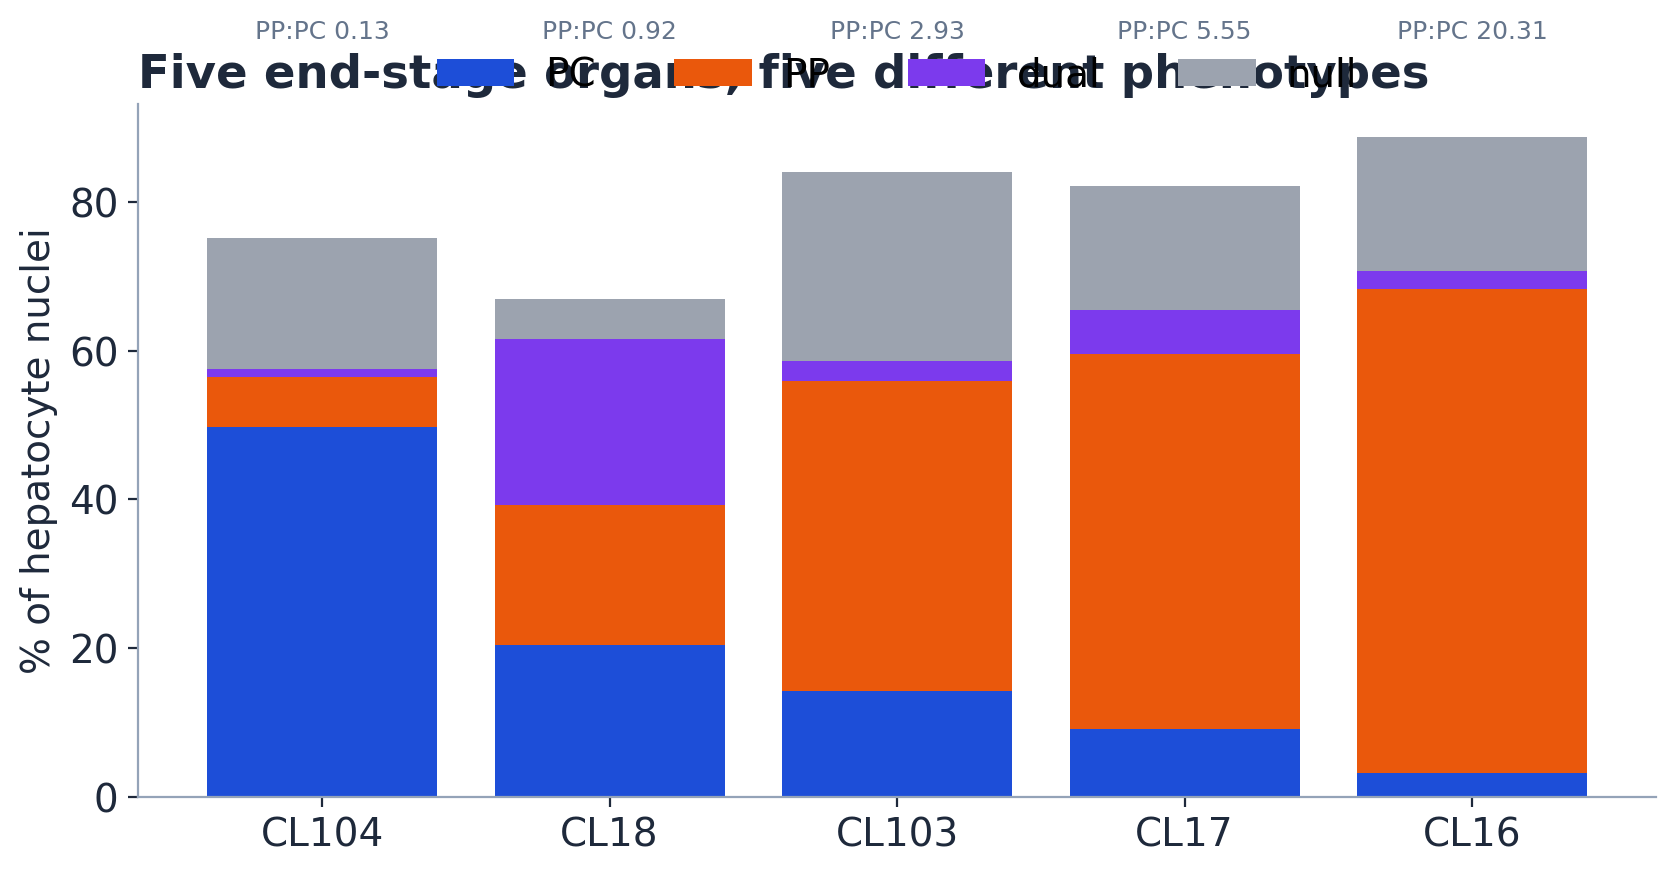 PP:PC 0.13 PP:PC 0.92 PP:PC 2.93 PP:PC 5.55 PP:PC 20.31
Five end-stage organs, five different phenotypes
PC PP dual null
% of hepatocyte nuclei
80
60
40
20
0
CL104 CL18 CL103 CL17 CL16